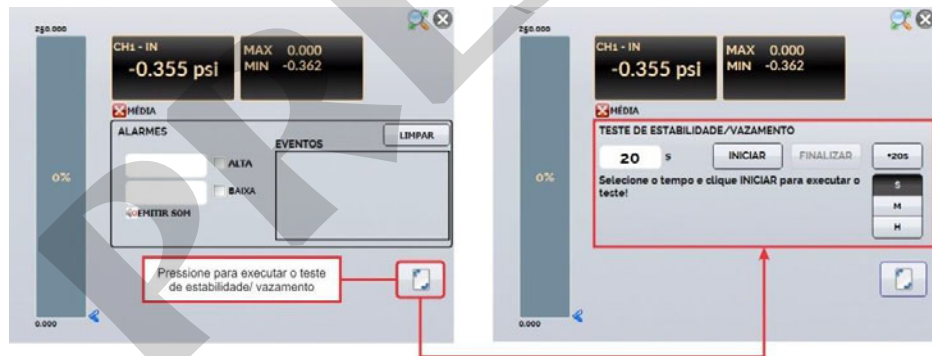 250.000
CH1 - IN
-0.355 psi
MAX 0.000
MIN -0.362
MÉDIA
ALARMES
EVENTOS
LIMPAR
ALTA
BAIXA
EMITIR SOM
0%
Pressione para executar o teste
de estabilidade/ vazamento
0.000
250.000
CH1 - IN
-0.355 psi
MAX 0.000
MIN -0.362
MÉDIA
TESTE DE ESTABILIDADE/VAZAMENTO
20 s
INICIAR
FINALIZAR
+20S
Selecione o tempo e clique INICIAR para executar o
teste!
S
M
H
0%
0.000